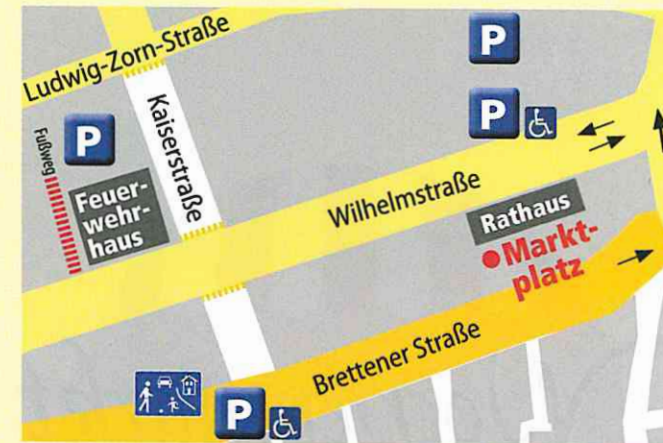 Ludwig-Zorn-Straße
P
P
Fußweg
P
Kaiserstraße
Feuer-
wehr-
haus
Wilhelmstraße
Rathaus
Markt-
platz
Brettener Straße
P